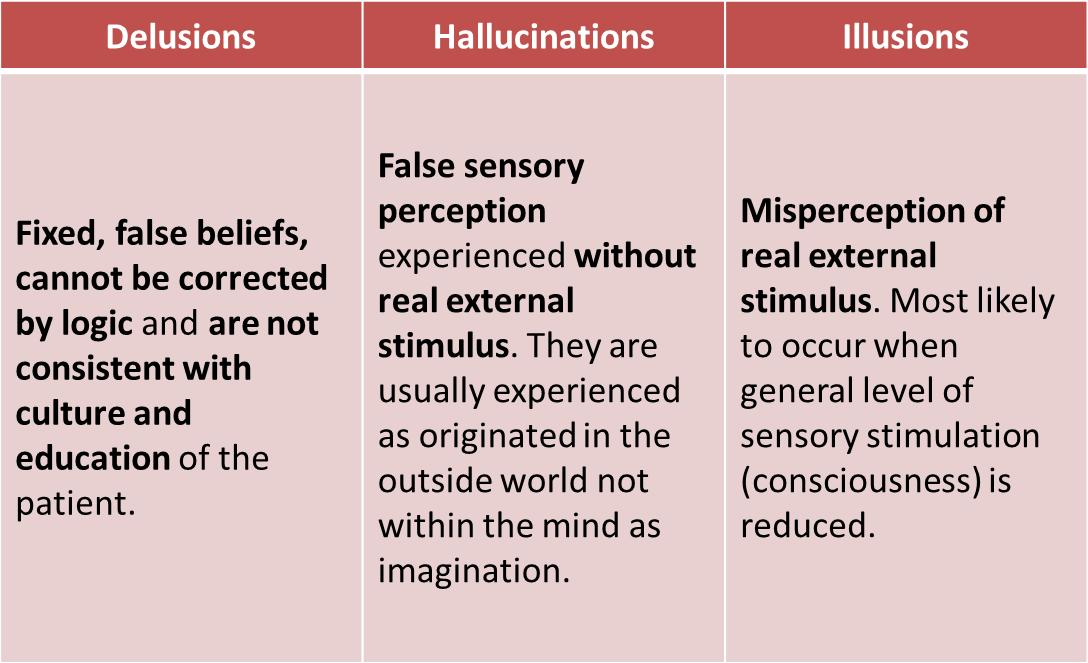 Delusions
Hallucinations
Illusions
Fixed, false beliefs,
cannot be corrected
by logic and are not
consistent with
culture and
education of the
patient.
False sensory
perception
experienced without
real external
stimulus. They are
usually experienced
as originated in the
outside world not
within the mind as
imagination.
Misperception of
real external
stimulus. Most likely
to occur when
general level of
sensory stimulation
(consciousness) is
reduced.